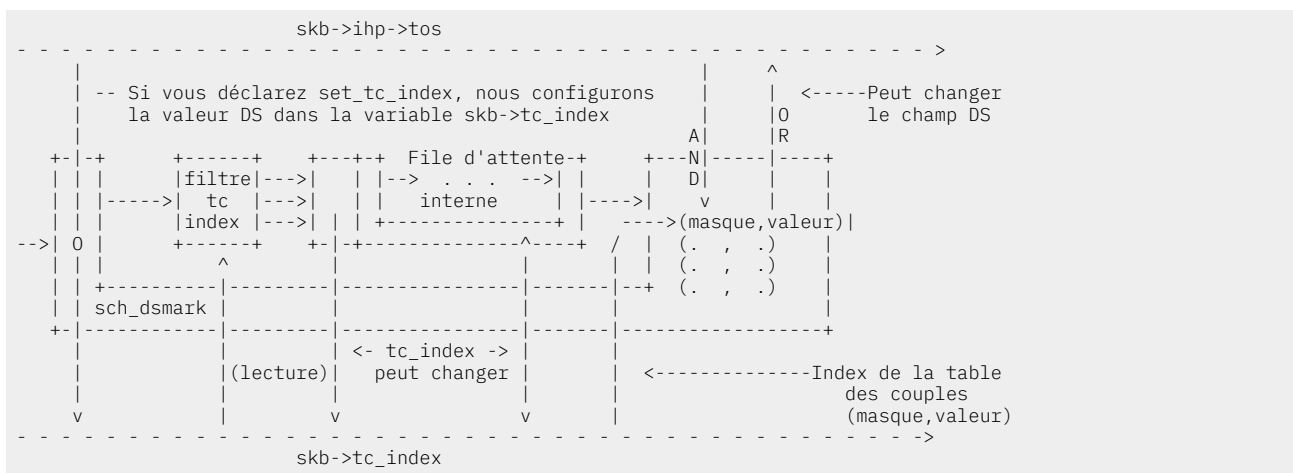 skb->ihp->tos
- - - - - - - - - - - - - - - - - - - - - - - - - - - - - - - - - - - - - - - - - - >
     |                                                        |     ^
     | -- Si vous déclarez set_tc_index, nous configurons     |     | <-----Peut changer
     |    la valeur DS dans la variable skb->tc_index         |     |O       le champ DS
     |                                                       A|     |R
   +-|-+      +------+    +---+-+  File d'attente-+     +---N|-----|----+
   | | |      |filtre|--->|   | |-->  . . .  -->| |     |   D|     |    |
   | | |----->|  tc  |--->|   | |   interne     | |---->|    v     |    |
   | | |      |index |--->| | | +---------------+ |   ---->(masque,valeur)|
-->| O |      +------+    +-|-+--------------^----+  /  |  (.  ,  .)    |
   | | |          ^         |                |       |  |  (.  ,  .)    |
   | | +----------|---------|----------------|-------|--+  (.  ,  .)    |
   | | sch_dsmark |         |                |       |                  |
   +-|------------|---------|----------------|-------|------------------+
     |            |         | <- tc_index -> |       |
     |            |(lecture)|   peut changer |       |  <--------------Index de la table
     |            |         |                |       |                    des couples
     v            |         v                v       |                    (masque,valeur)
- - - - - - - - - - - - - - - - - - - - - - - - - - - - - - - - - - - - - - - - - ->
skb->tc_index